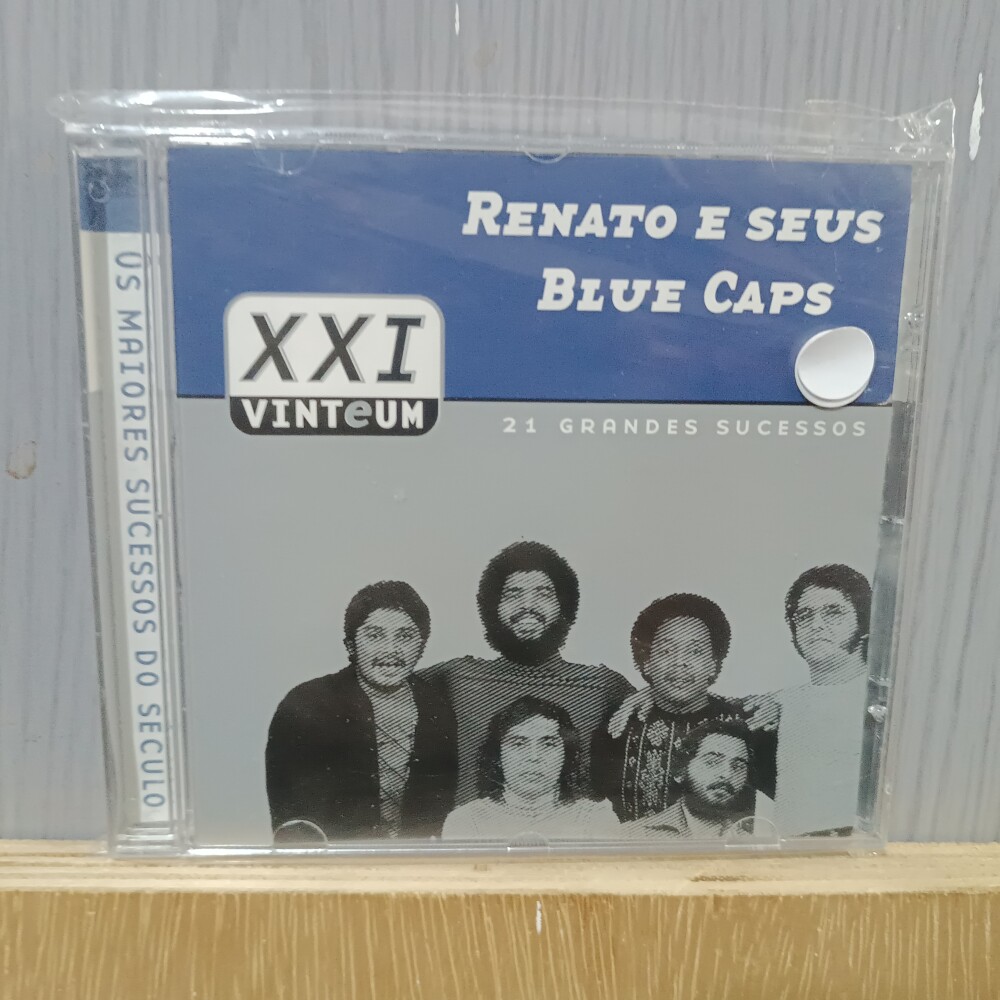 RENATO E SEUS
BLUE CAPS
XXI
VINTeUM
21 GRANDES SUCESSOS
OS MAIORES SUCESSOS DO SECULO